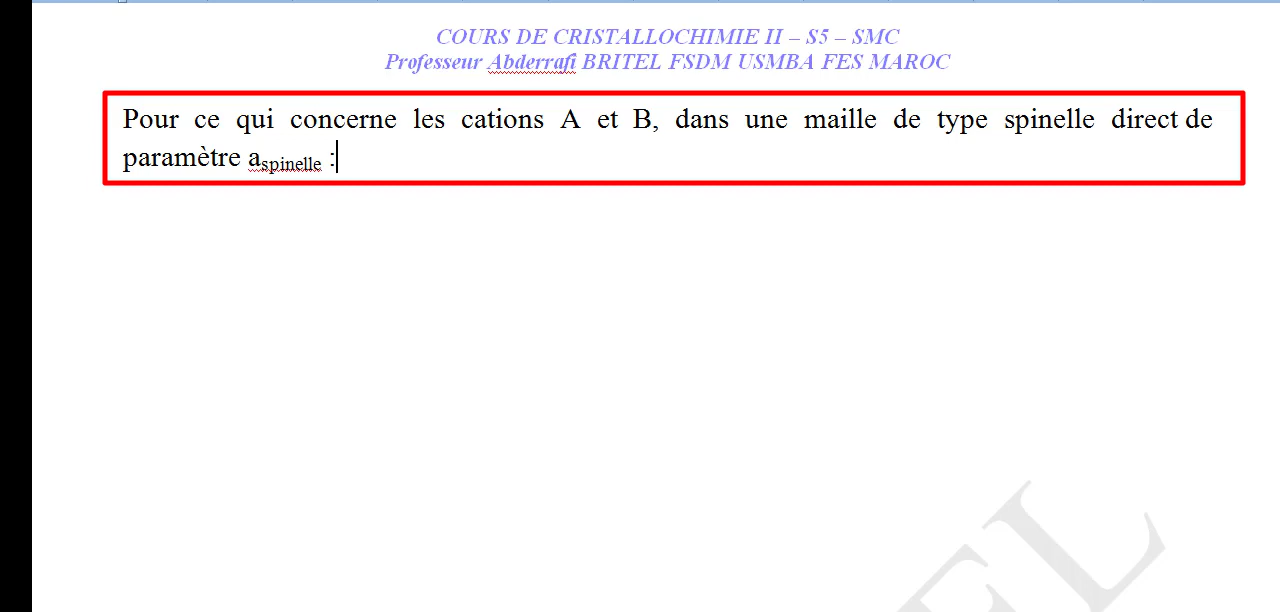 COURS DE CRISTALLOCHIMIE II – S5 – SMC
Professeur Abderrafi BRITEL FSDM USMBA FES MAROC
Pour ce qui concerne les cations A et B, dans une maille de type spinelle direct de
paramètre aspinelle :